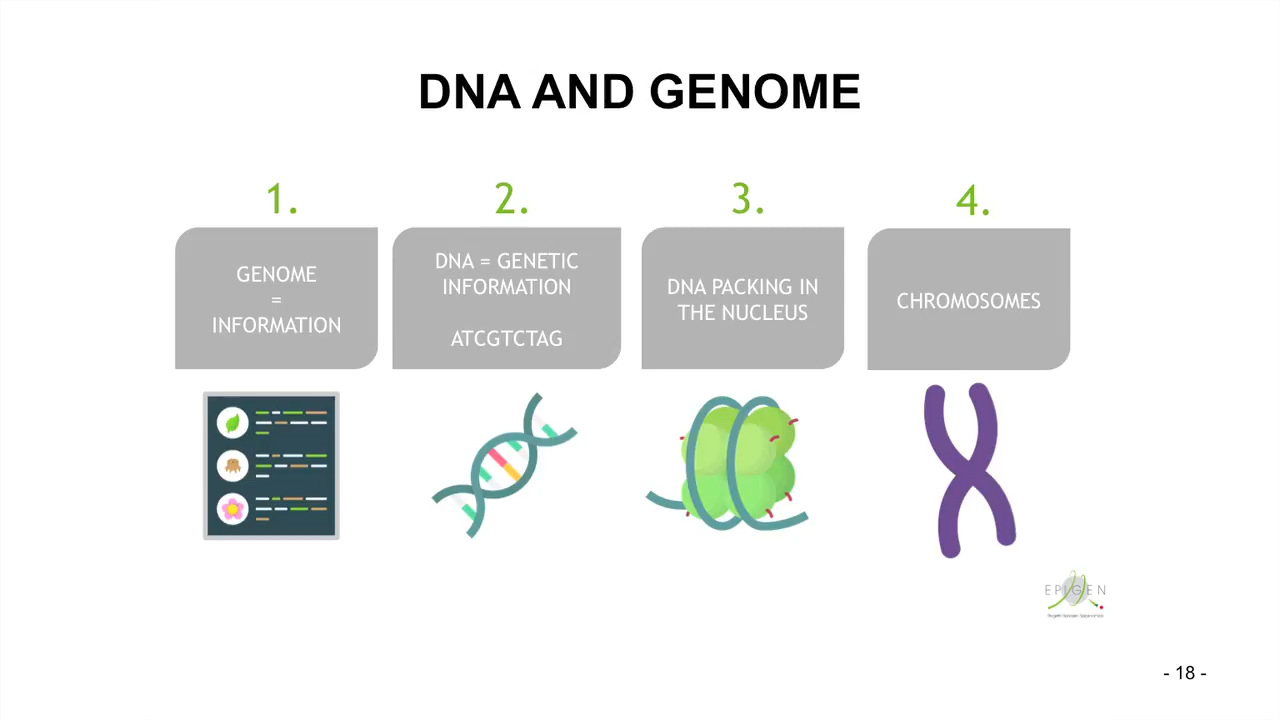 DNA AND GENOME
1.
GENOME
=
INFORMATION
2.
DNA = GENETIC
INFORMATION
ATCGTCTAG
3.
DNA PACKING IN
THE NUCLEUS
4.
CHROMOSOMES
EPIGEN
- 18 -